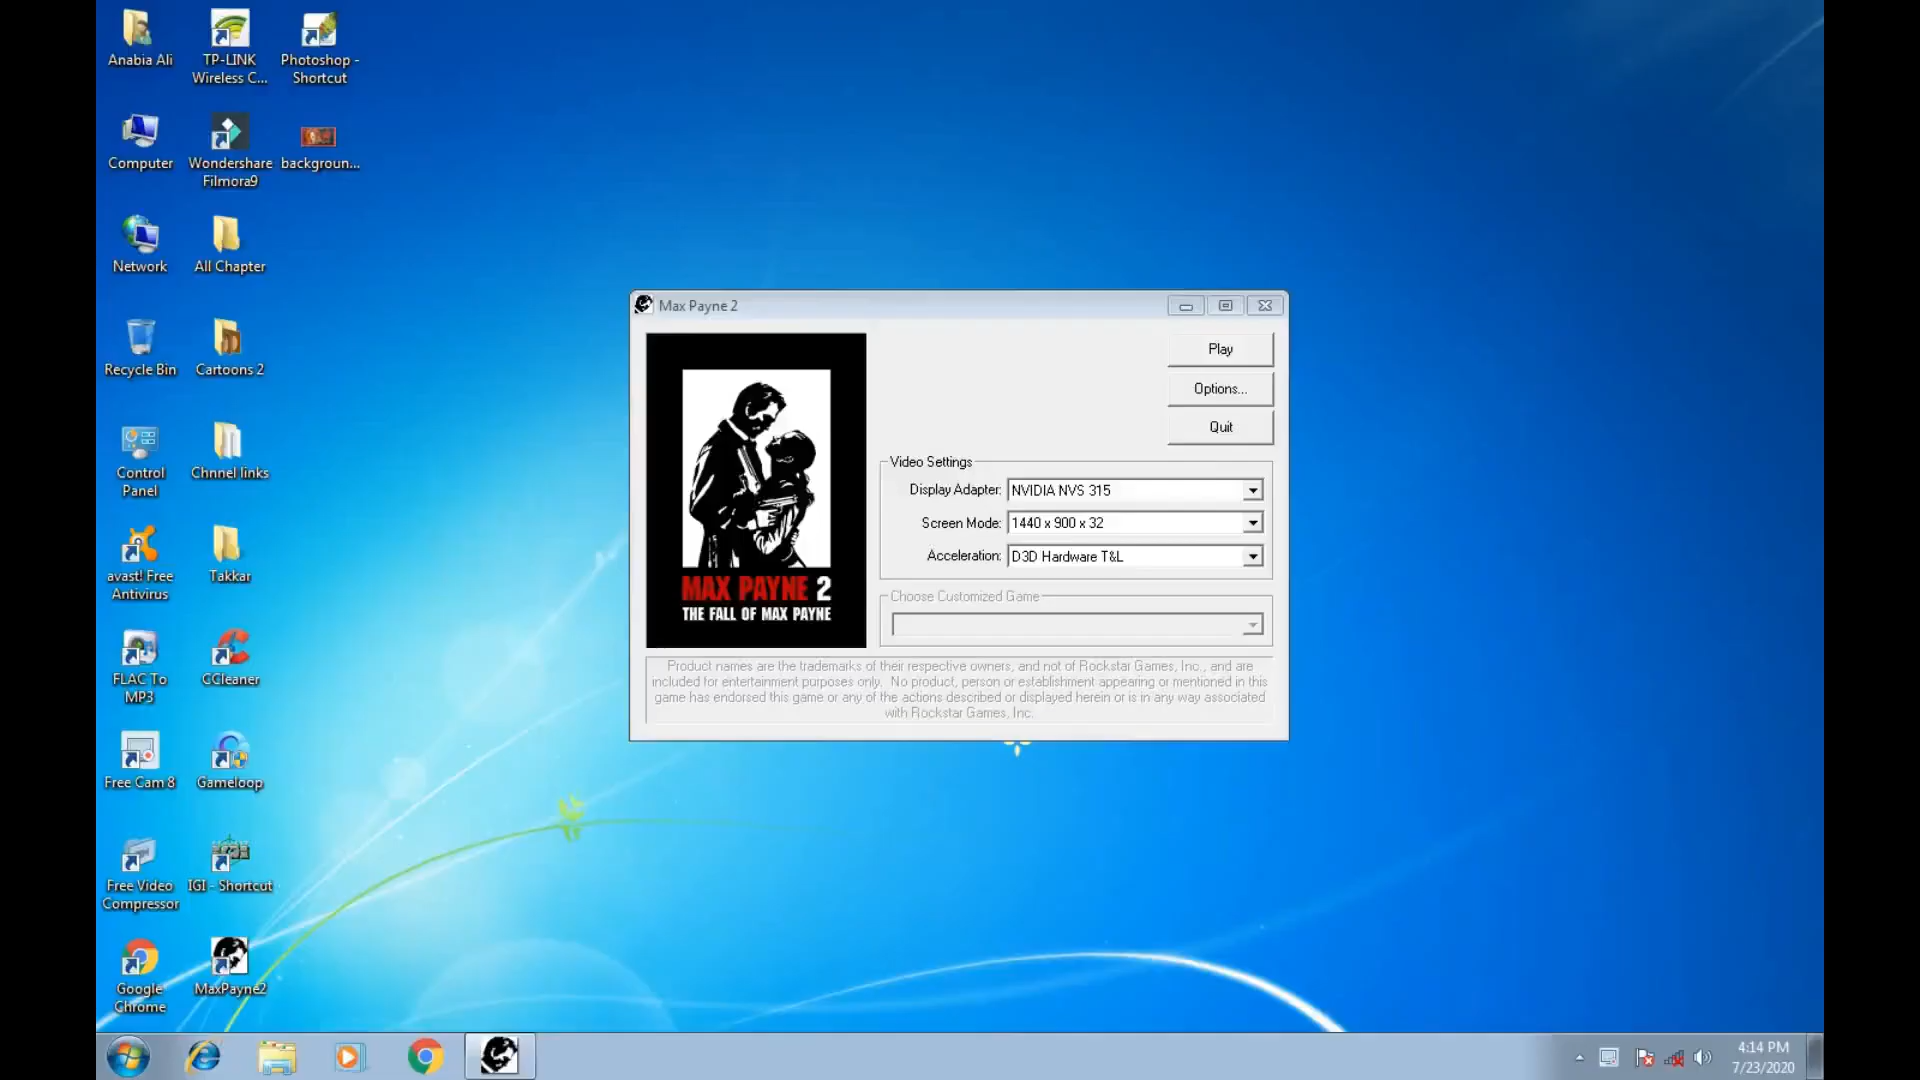 Anabia Ali
TP-LINK
Wireless C...
Photoshop -
Shortcut
Computer
Wondershare
Filmora9
backgroun...
Network
All Chapter
Recycle Bin
Cartoons 2
Control
Panel
Chnnel links
avast! Free
Antivirus
Takkar
FLAC To
MP3
CCleaner
Free Cam 8
Gameloop
Free Video
Compressor
IGI - Shortcut
Google
Chrome
MaxPayne2
Max Payne 2
MAX PAYNE 2
THE FALL OF MAX PAYNE
Play
Options...
Quit
Video Settings
Display Adapter: NVIDIA NVS 315
Screen Mode: 1440 x 900 x 32
Acceleration: D3D Hardware T&L
Choose Customized Game
Product names are the trademarks of their respective owners, and not of Rockstar Games, Inc., and are
included for entertainment purposes only. No product, person or establishment appearing or mentioned in this
game has endorsed this game or any of the actions described or displayed herein or is in any way associated
with Rockstar Games, Inc.
4:14 PM
7/23/2020